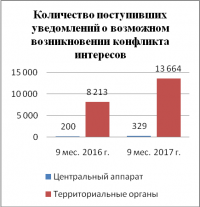 Количество поступивших
уведомлений о возможном
возникновении конфликта
интересов
15 000
10 000
5 000
0
200
8 213
329
13 664
9 мес. 2016 г.
9 мес. 2017 г.
Центральный аппарат
Территориальные органы